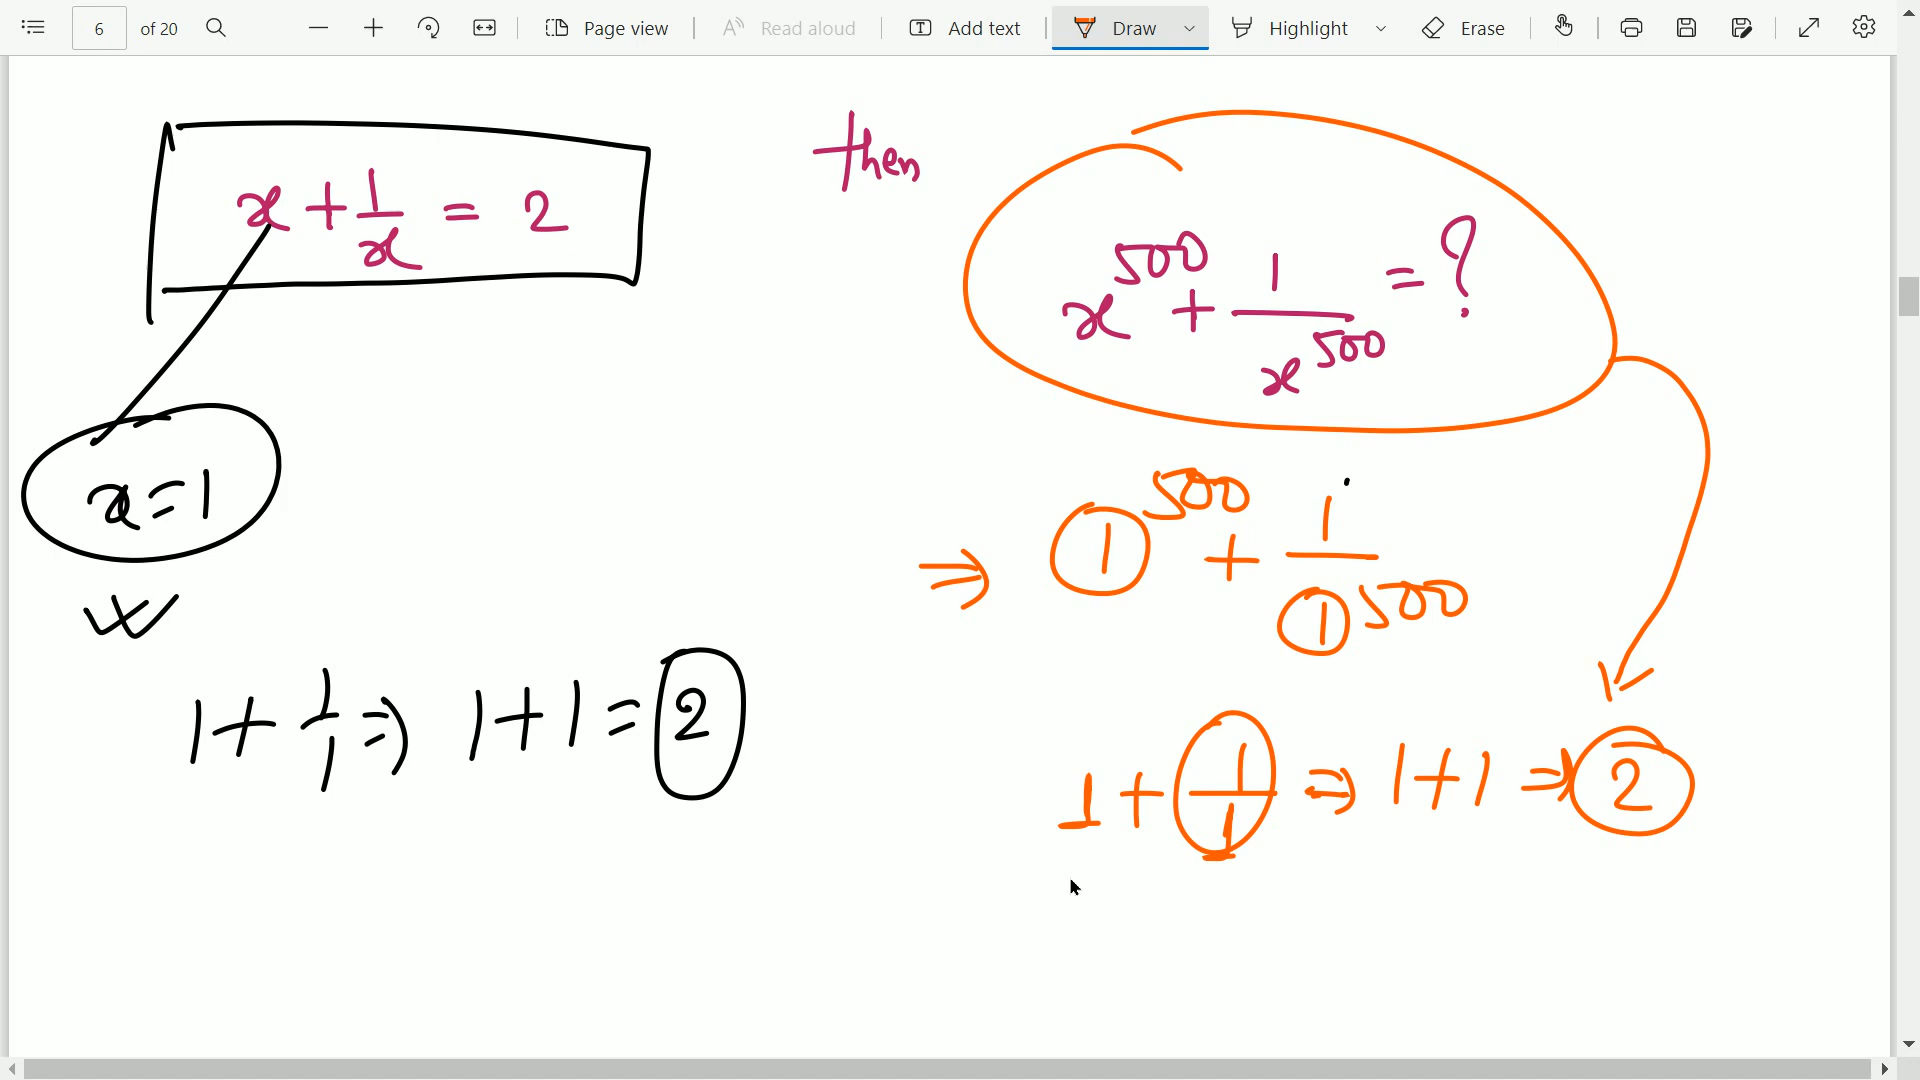 6 of 20 Page view Read aloud Add text Draw Highlight Erase
x + 1/x = 2 then
x^500 + 1/x^500 = ?
x = 1
⇒ 1^500 + 1/1^500
1 + 1/1 ⇒ 1 + 1 = 2
1 + 1/1 ⇒ 1 + 1 ⇒ 2